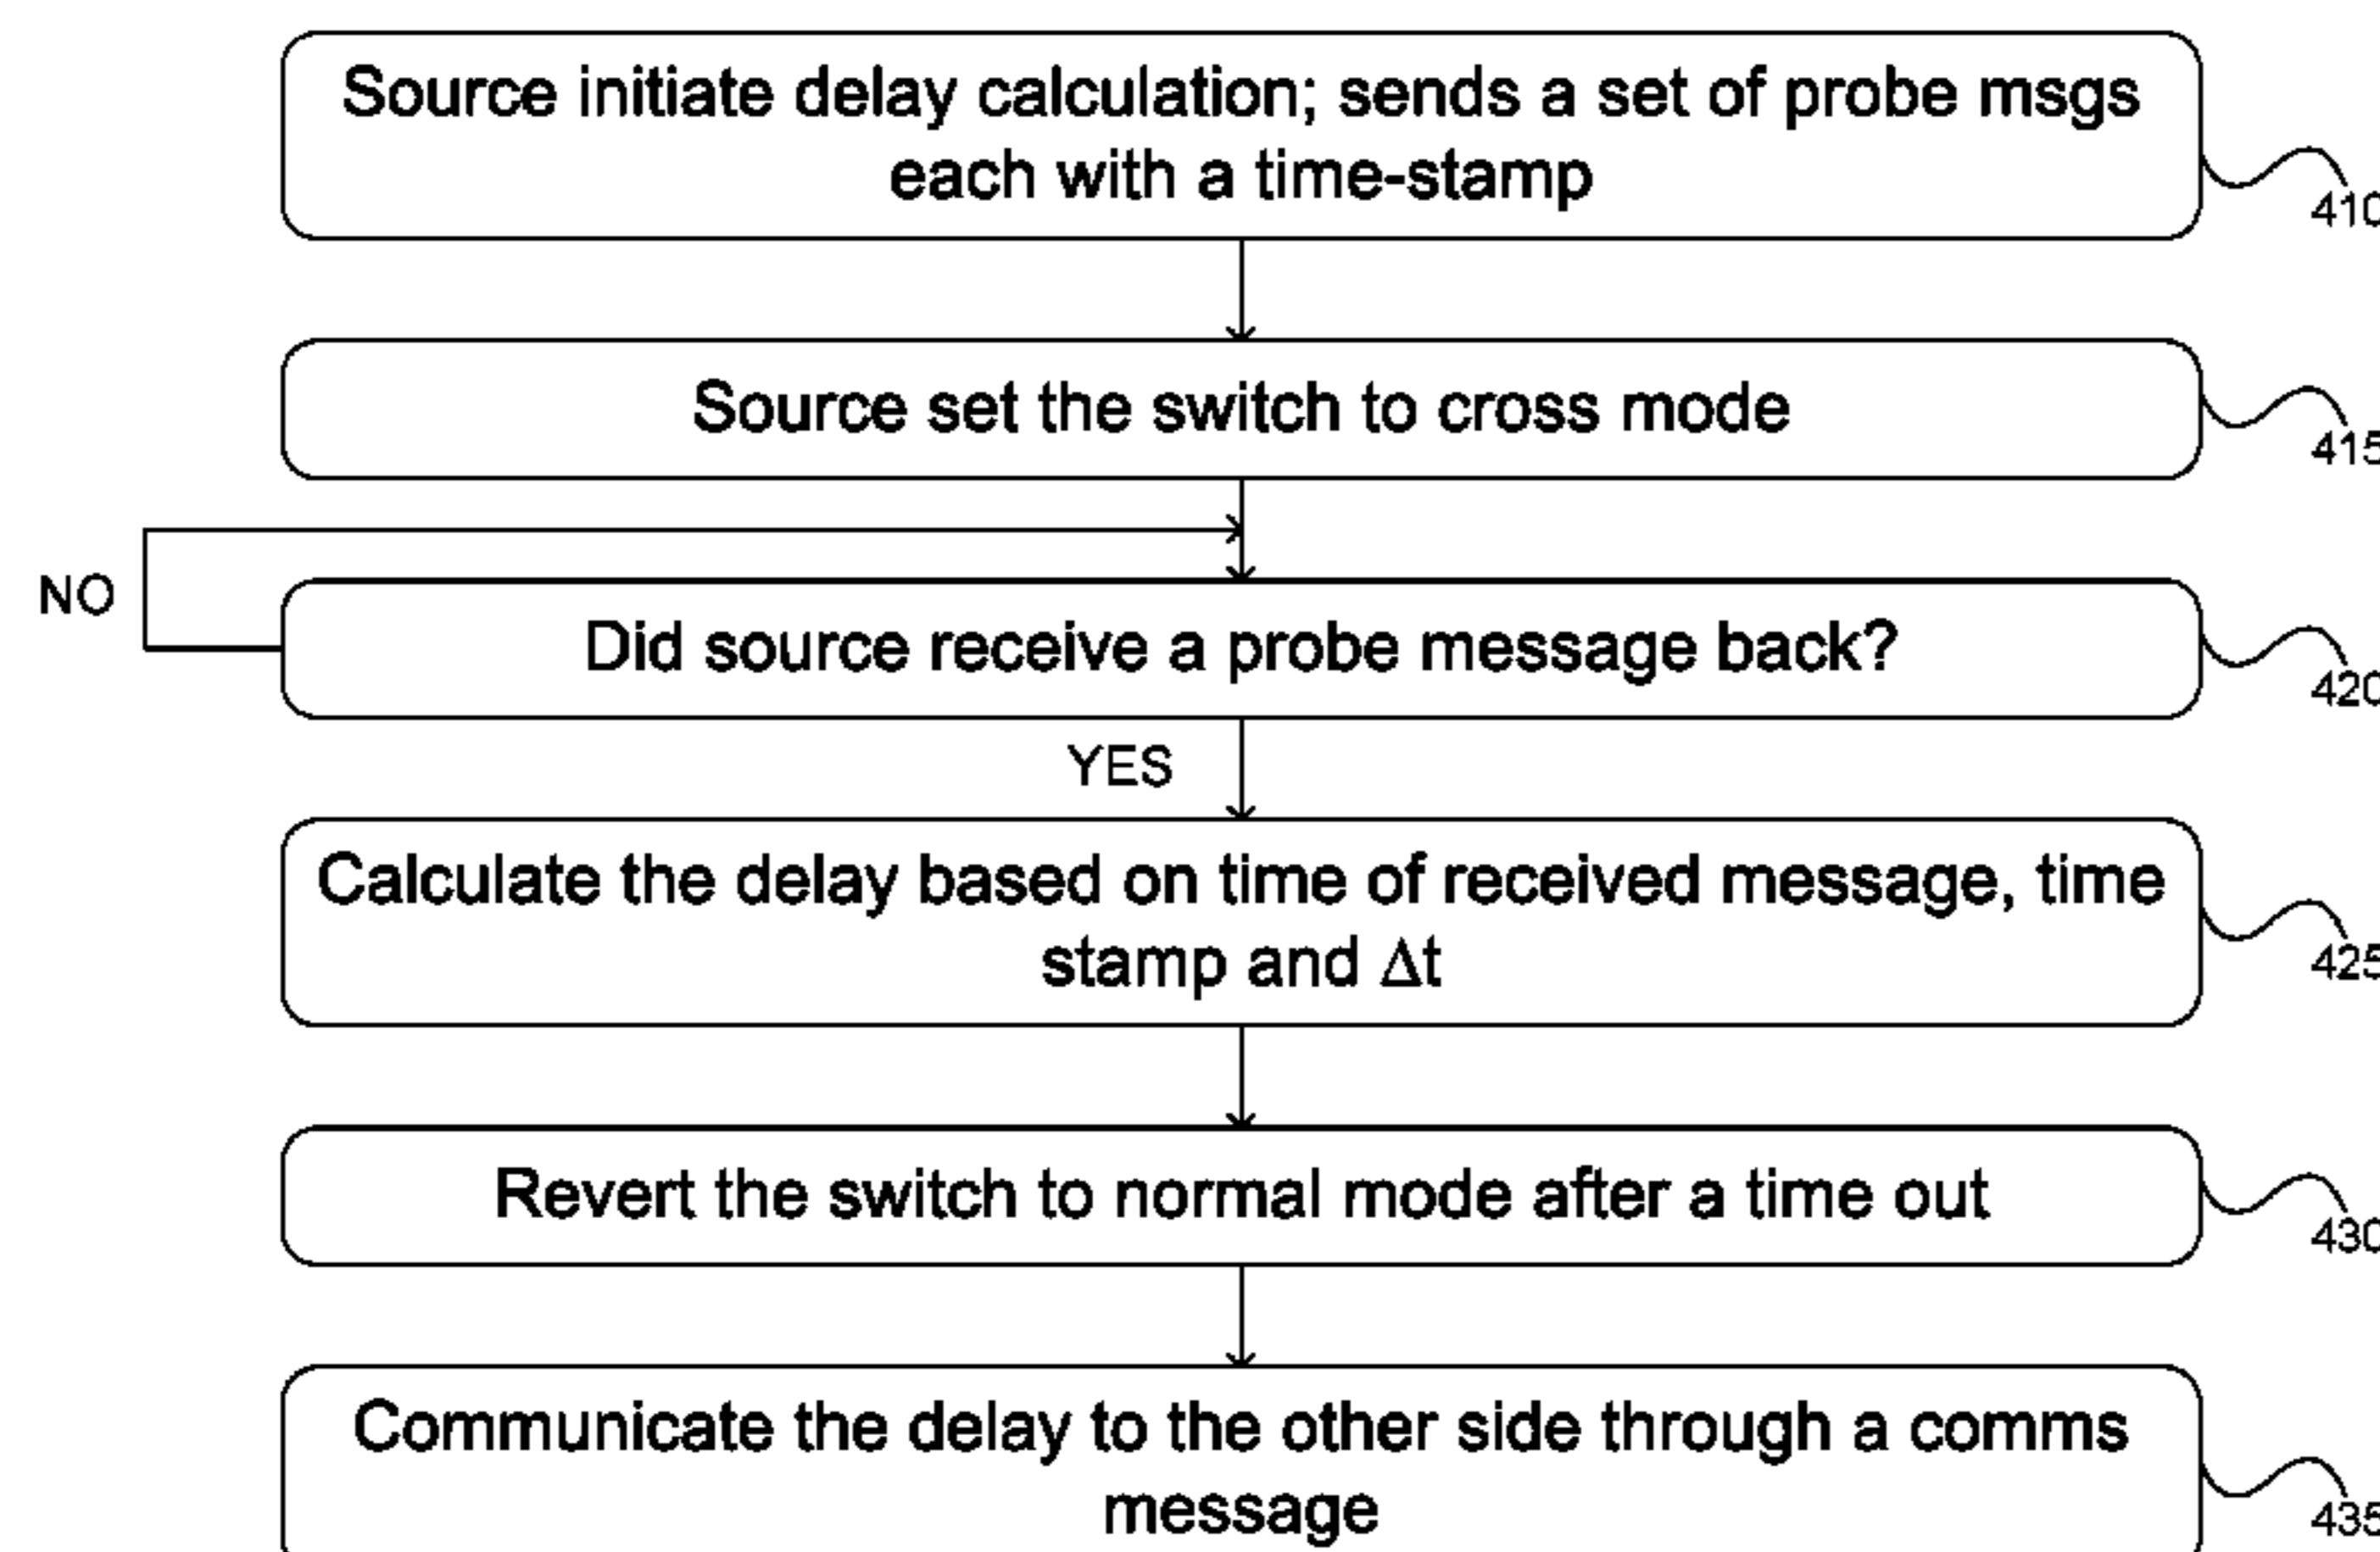 Source initiate delay calculation; sends a set of probe msgs
each with a time-stamp
410
Source set the switch to cross mode
415
NO
Did source receive a probe message back?
420
YES
Calculate the delay based on time of received message, time
stamp and Δt
425
Revert the switch to normal mode after a time out
430
Communicate the delay to the other side through a comms
message
435